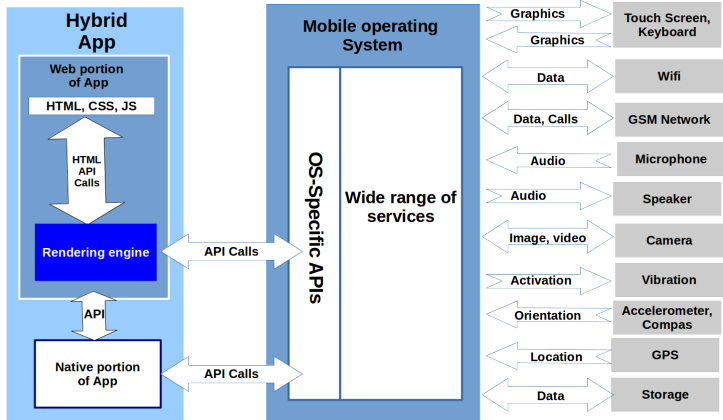 Hybrid
App
Web portion
of App
HTML, CSS, JS
HTML
API
Calls
Rendering engine
API
Native portion
of App
API Calls
API Calls
Mobile operating
System
OS-Specific APIs
Wide range of
services
Graphics
Graphics
Touch Screen,
Keyboard
Data
Wifi
Data, Calls
GSM Network
Audio
Microphone
Audio
Speaker
Image, video
Camera
Activation
Vibration
Orientation
Accelerometer,
Compas
Location
GPS
Data
Storage